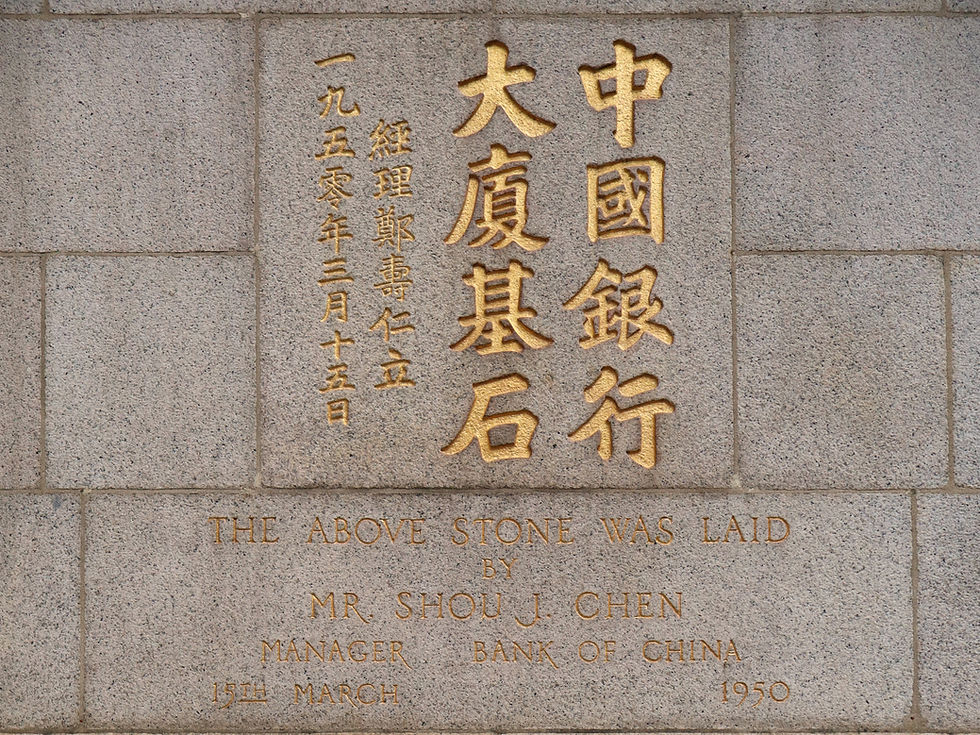 中國銀行
大廈基石
經理鄭壽仁立
一九五零年三月十五日
THE ABOVE STONE WAS LAID
BY
MR. SHOU J. CHEN
MANAGER BANK OF CHINA
15TH MARCH 1950